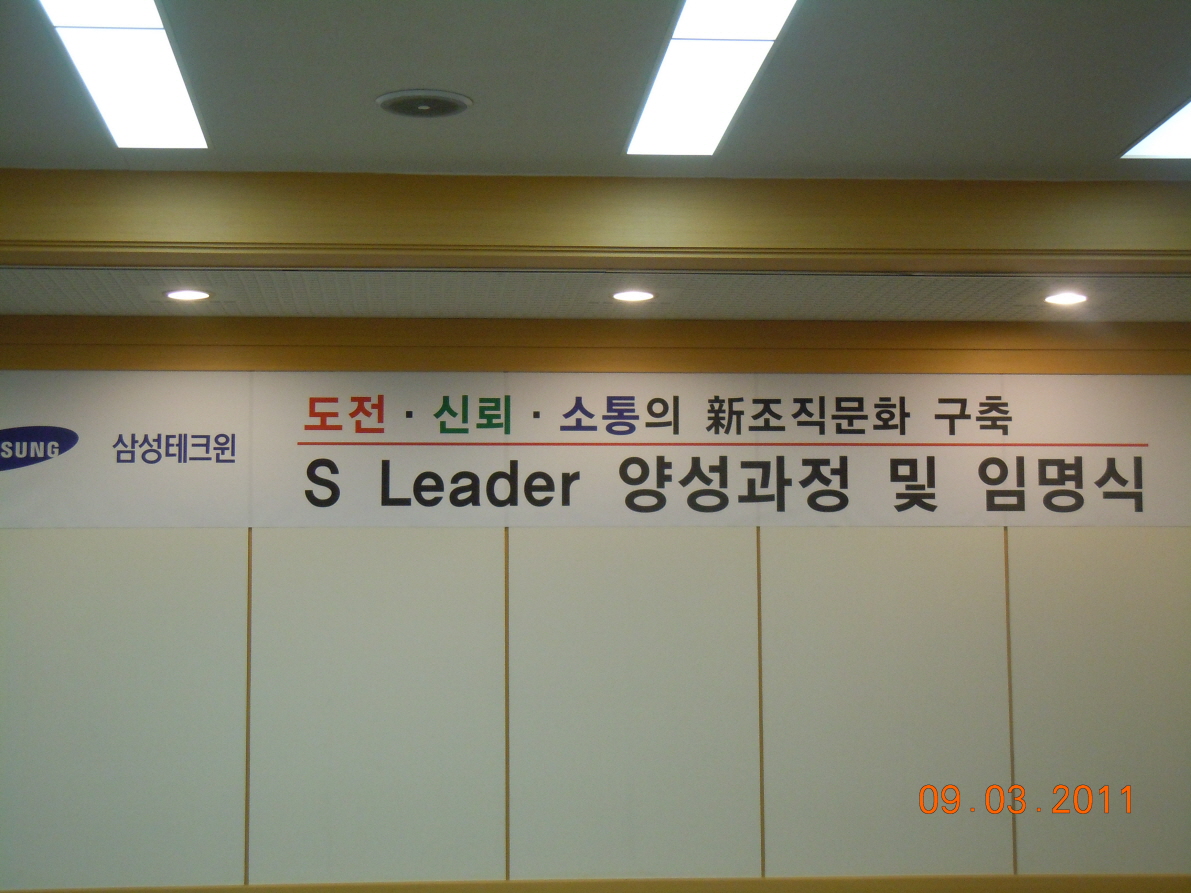 SUNG 삼성테크윈
도전 · 신뢰 · 소통의 新조직문화 구축
S Leader 양성과정 및 임명식
09.03.2011